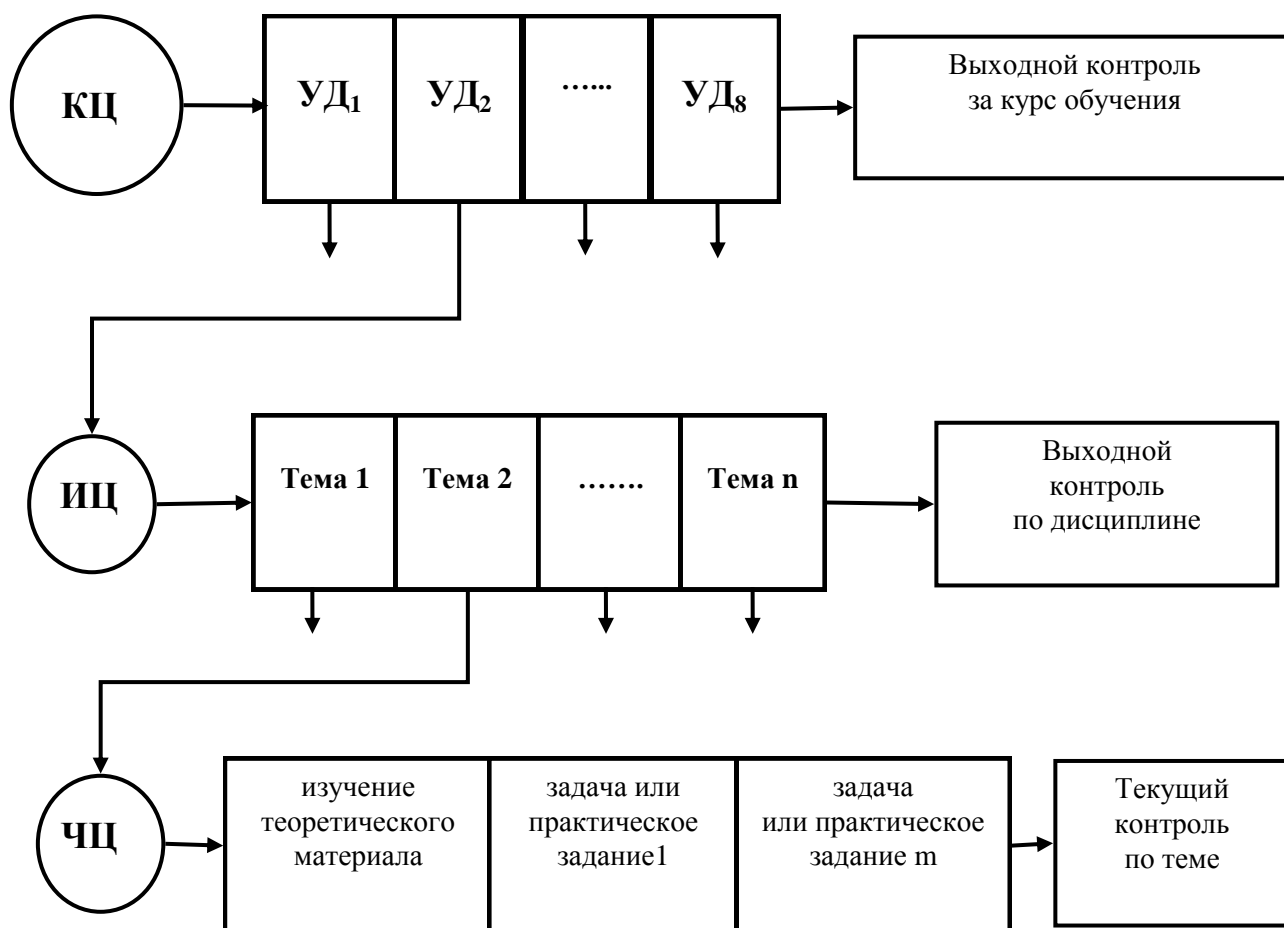 КЦ
УД1
УД2
…...
УД8
Выходной контроль
за курс обучения
ИЦ
Тема 1
Тема 2
…….
Тема n
Выходной
контроль
по дисциплине
ЧЦ
изучение
теоретического
материала
задача или
практическое
задание1
задача
или практическое
задание m
Текущий
контроль
по теме